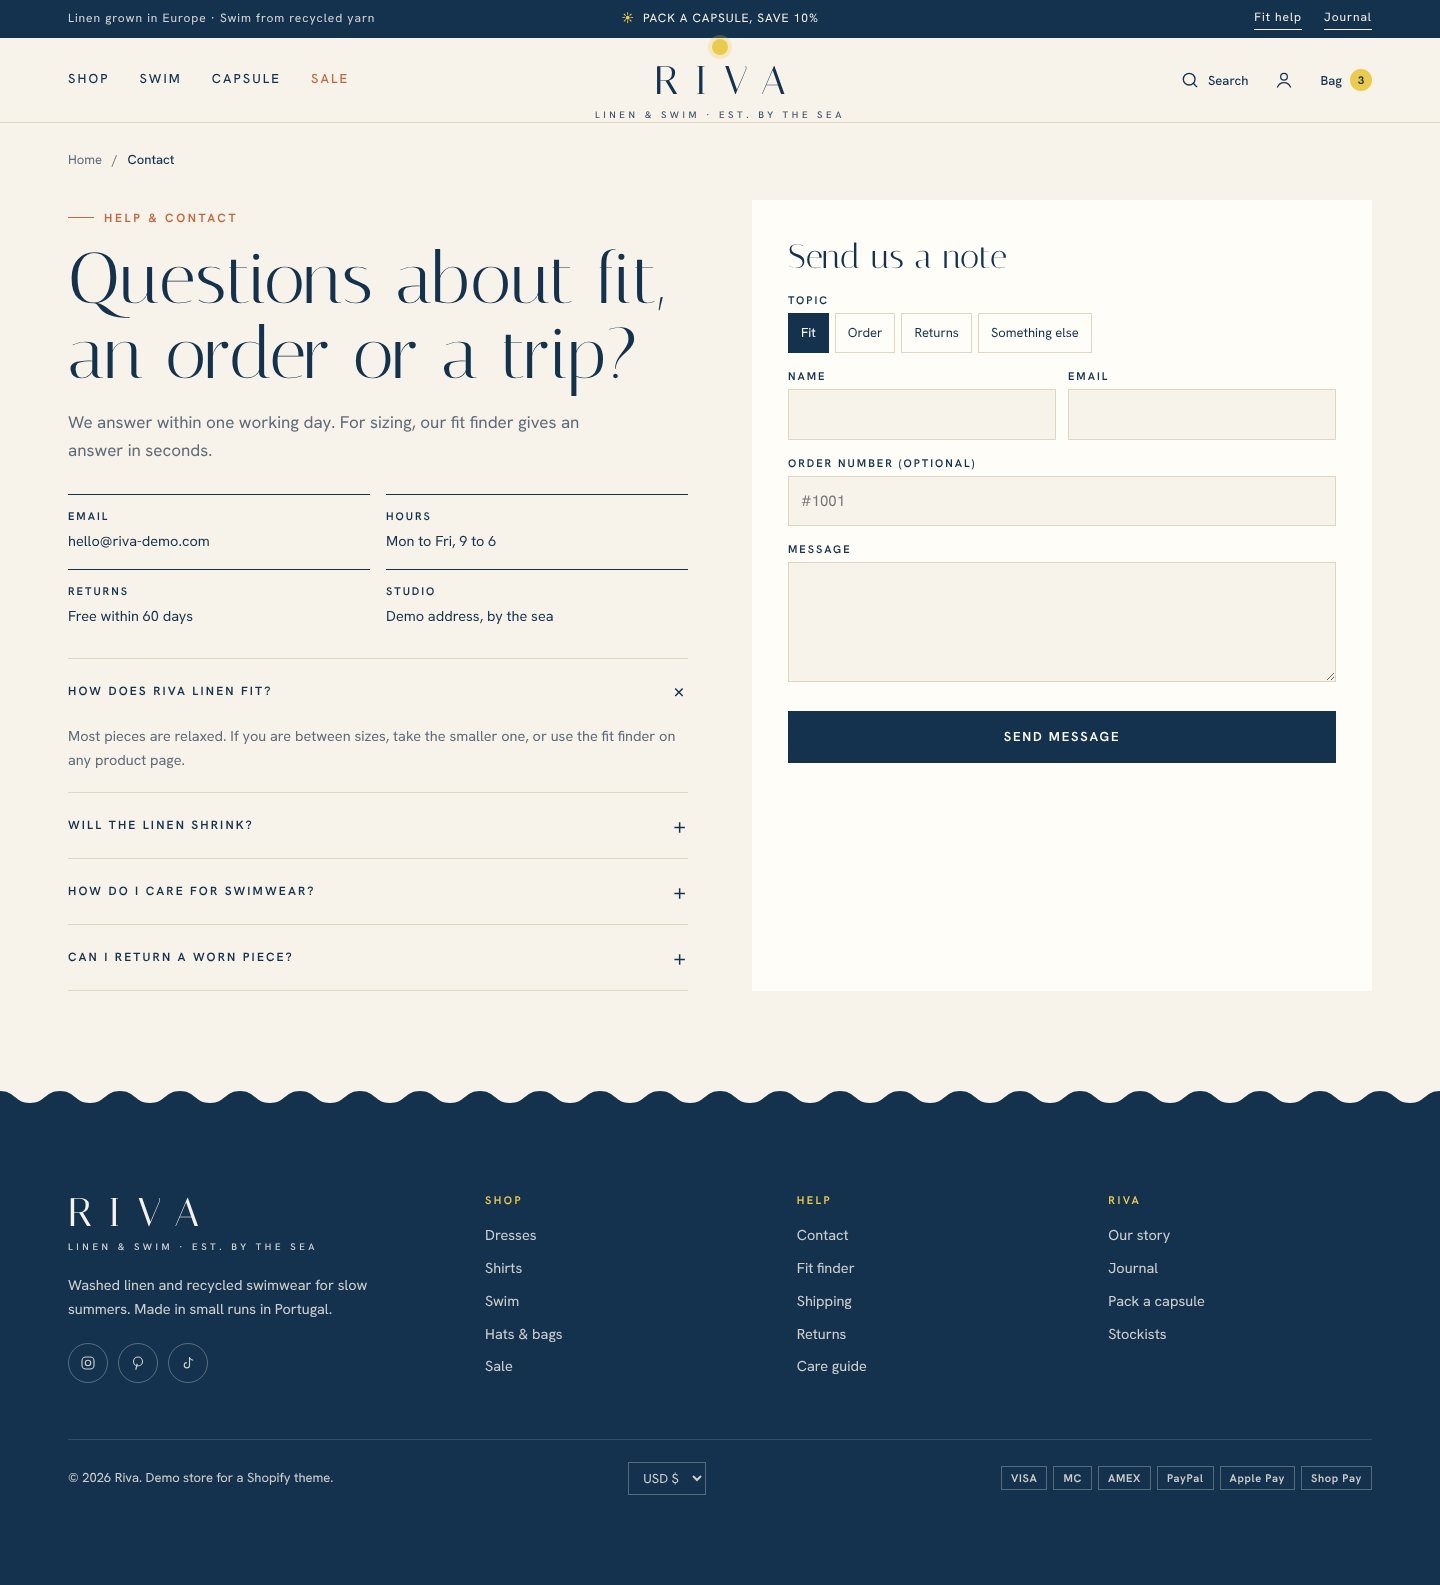 Linen grown in Europe · Swim from recycled yarn
PACK A CAPSULE, SAVE 10%
Fit help
Journal
SHOP
SWIM
CAPSULE
SALE
RIVA
LINEN & SWIM · EST. BY THE SEA
Search
Bag 3
Home / Contact
HELP & CONTACT
Questions about fit,
an order or a trip?
We answer within one working day. For sizing, our fit finder gives an
answer in seconds.
EMAIL
hello@riva-demo.com
HOURS
Mon to Fri, 9 to 6
RETURNS
Free within 60 days
STUDIO
Demo address, by the sea
HOW DOES RIVA LINEN FIT?
Most pieces are relaxed. If you are between sizes, take the smaller one, or use the fit finder on
any product page.
WILL THE LINEN SHRINK?
HOW DO I CARE FOR SWIMWEAR?
CAN I RETURN A WORN PIECE?
Send us a note
TOPIC
Fit
Order
Returns
Something else
NAME
EMAIL
ORDER NUMBER (OPTIONAL)
#1001
MESSAGE
SEND MESSAGE
RIVA
LINEN & SWIM · EST. BY THE SEA
Washed linen and recycled swimwear for slow
summers. Made in small runs in Portugal.
SHOP
Dresses
Shirts
Swim
Hats & bags
Sale
HELP
Contact
Fit finder
Shipping
Returns
Care guide
RIVA
Our story
Journal
Pack a capsule
Stockists
© 2026 Riva. Demo store for a Shopify theme.
USD $
VISA
MC
AMEX
PayPal
Apple Pay
Shop Pay